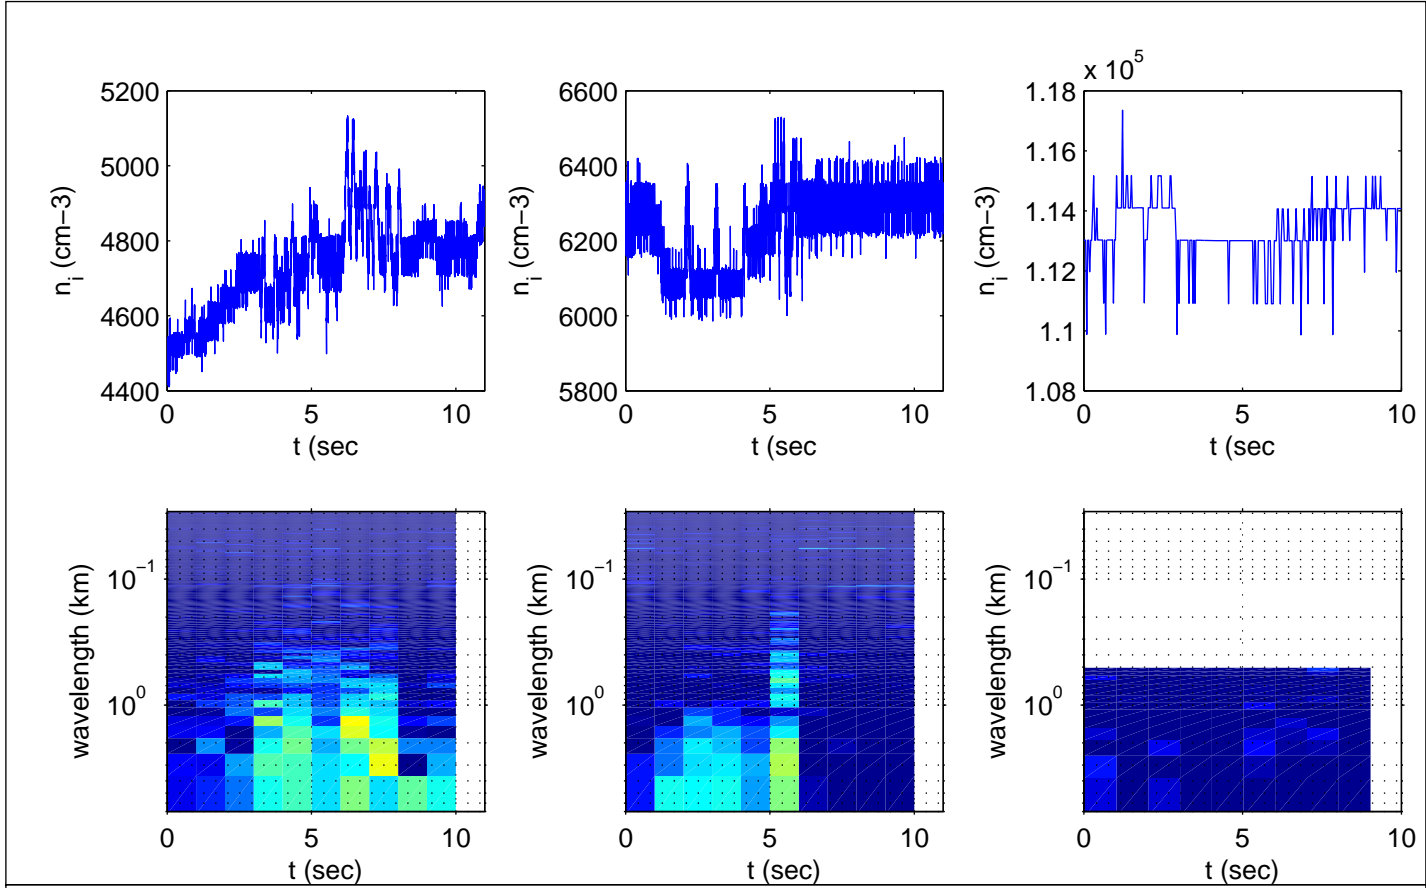 5200
5000
4800
4600
4400
n_i (cm−3)
0 5 10
t (sec
6600
6400
6200
6000
5800
n_i (cm−3)
0 5 10
t (sec
x 10^5
1.18
1.16
1.14
1.12
1.1
1.08
n_i (cm−3)
0 5 10
t (sec
10^−1
10^0
wavelength (km)
0 5 10
t (sec)
10^−1
10^0
wavelength (km)
0 5 10
t (sec)
10^−1
10^0
wavelength (km)
0 5 10
t (sec)